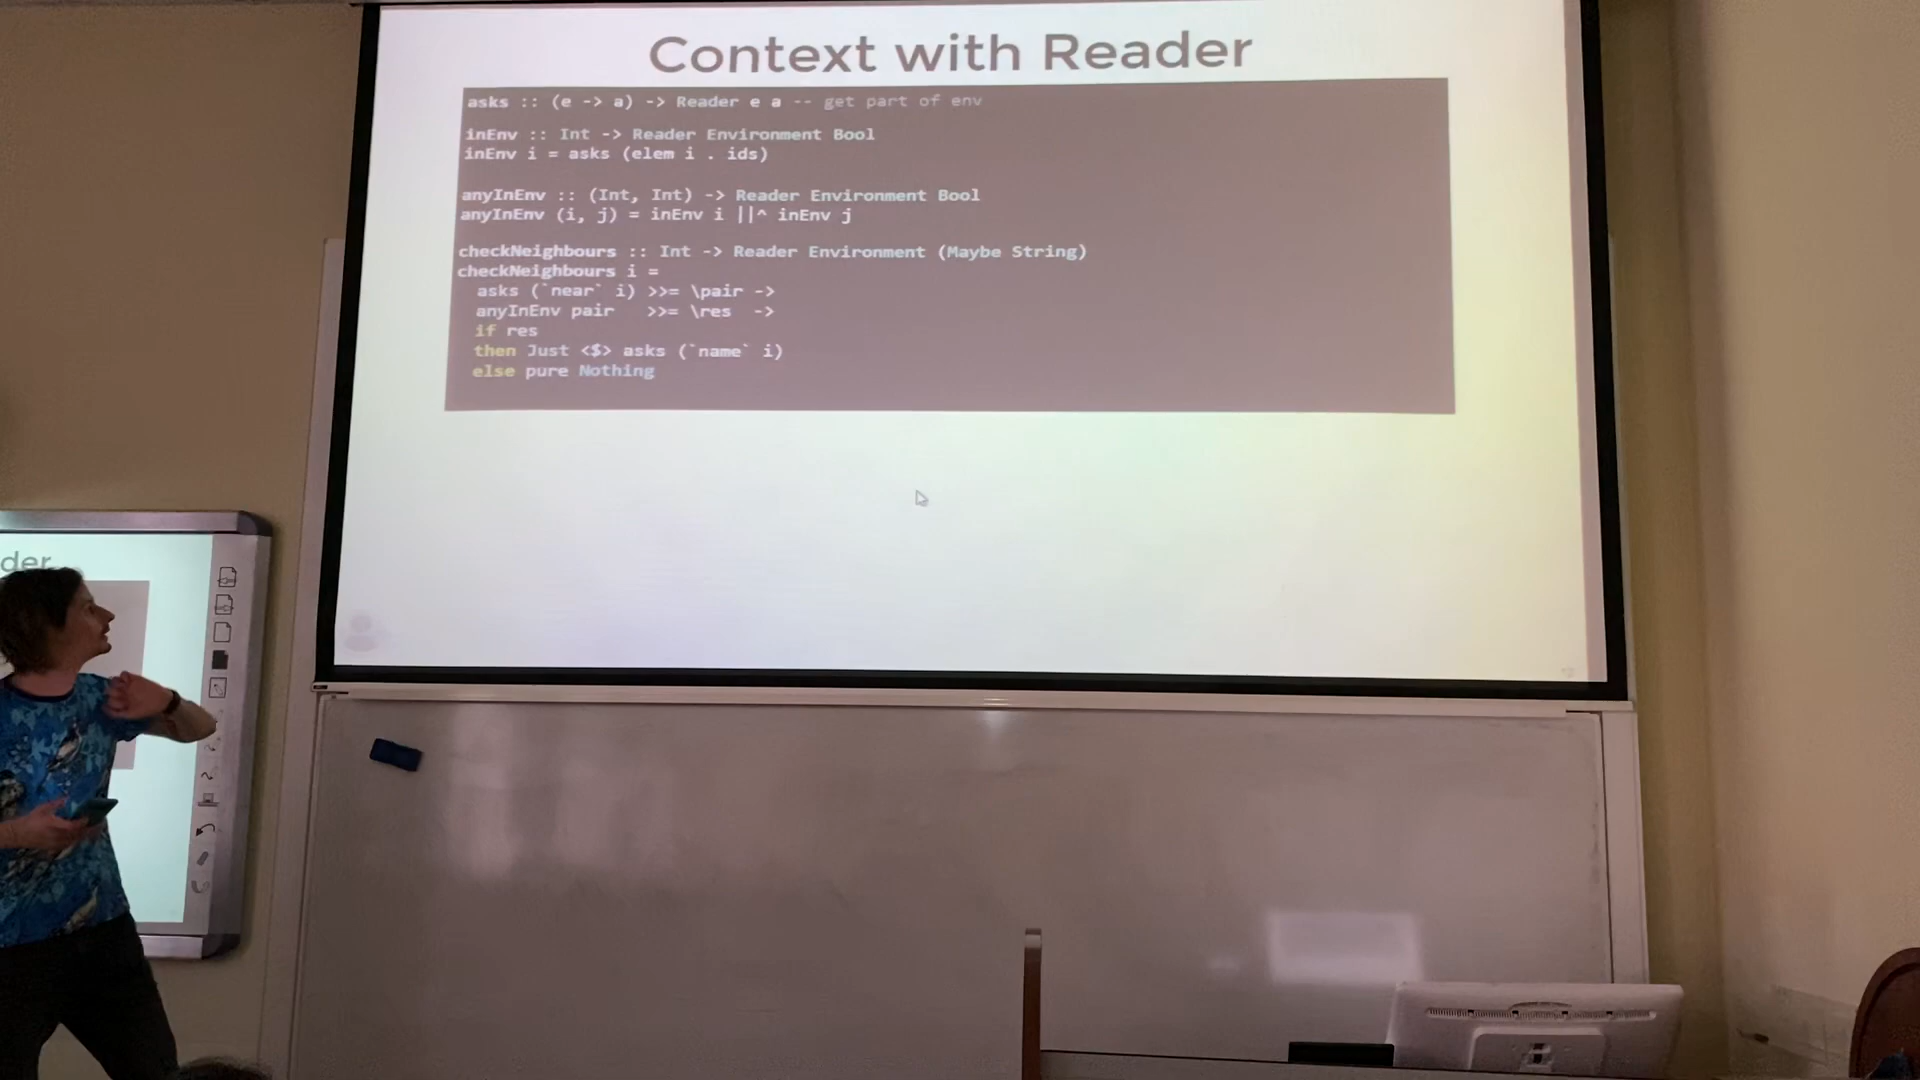 Context with Reader
asks :: (e -> a) -> Reader e a -- get part of env
inEnv :: Int -> Reader Environment Bool
inEnv i = asks (elem i . ids)
anyInEnv :: (Int, Int) -> Reader Environment Bool
anyInEnv (i, j) = inEnv i ||^ inEnv j
checkNeighbours :: Int -> Reader Environment (Maybe String)
checkNeighbours i =
asks (`near` i) >>= \pair ->
anyInEnv pair >>= \res ->
if res
then Just <$> asks (`name` i)
else pure Nothing
der